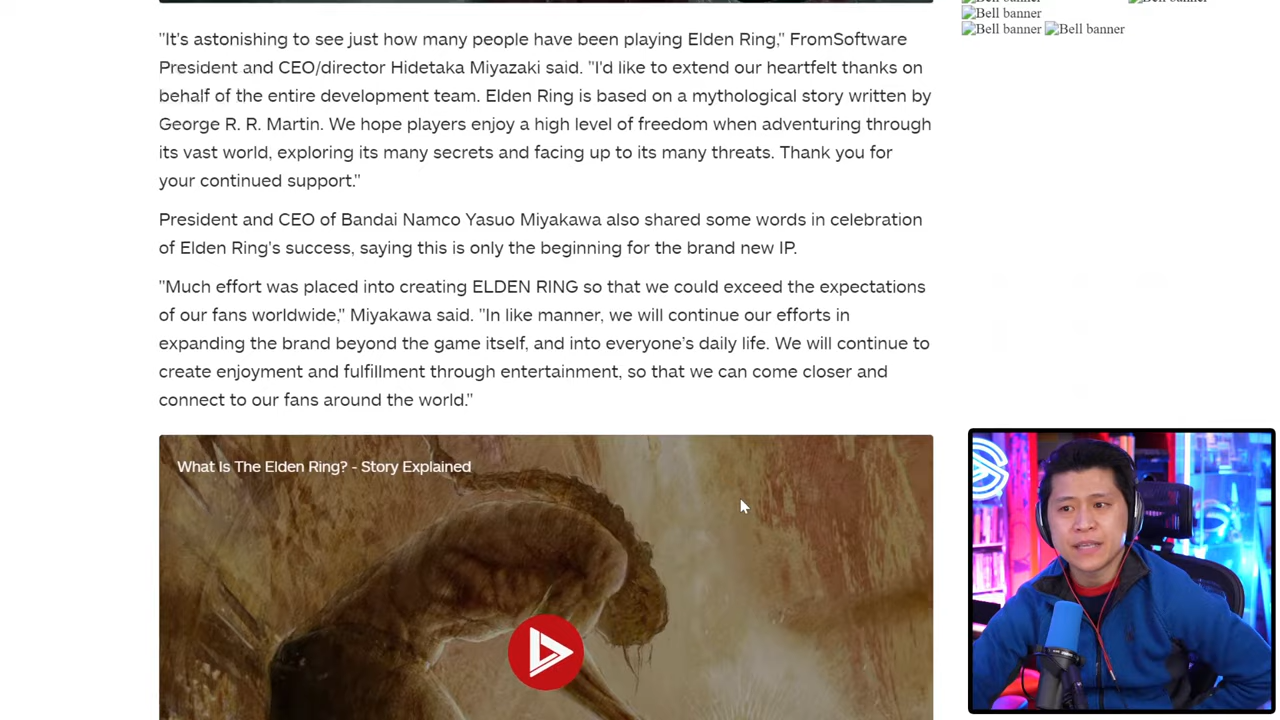 Bell banner
Bell banner
Bell banner
Bell banner Bell banner
"It's astonishing to see just how many people have been playing Elden Ring," FromSoftware
President and CEO/director Hidetaka Miyazaki said. "I'd like to extend our heartfelt thanks on
behalf of the entire development team. Elden Ring is based on a mythological story written by
George R. R. Martin. We hope players enjoy a high level of freedom when adventuring through
its vast world, exploring its many secrets and facing up to its many threats. Thank you for
your continued support."
President and CEO of Bandai Namco Yasuo Miyakawa also shared some words in celebration
of Elden Ring's success, saying this is only the beginning for the brand new IP.
"Much effort was placed into creating ELDEN RING so that we could exceed the expectations
of our fans worldwide," Miyakawa said. "In like manner, we will continue our efforts in
expanding the brand beyond the game itself, and into everyone’s daily life. We will continue to
create enjoyment and fulfillment through entertainment, so that we can come closer and
connect to our fans around the world."
What Is The Elden Ring? - Story Explained